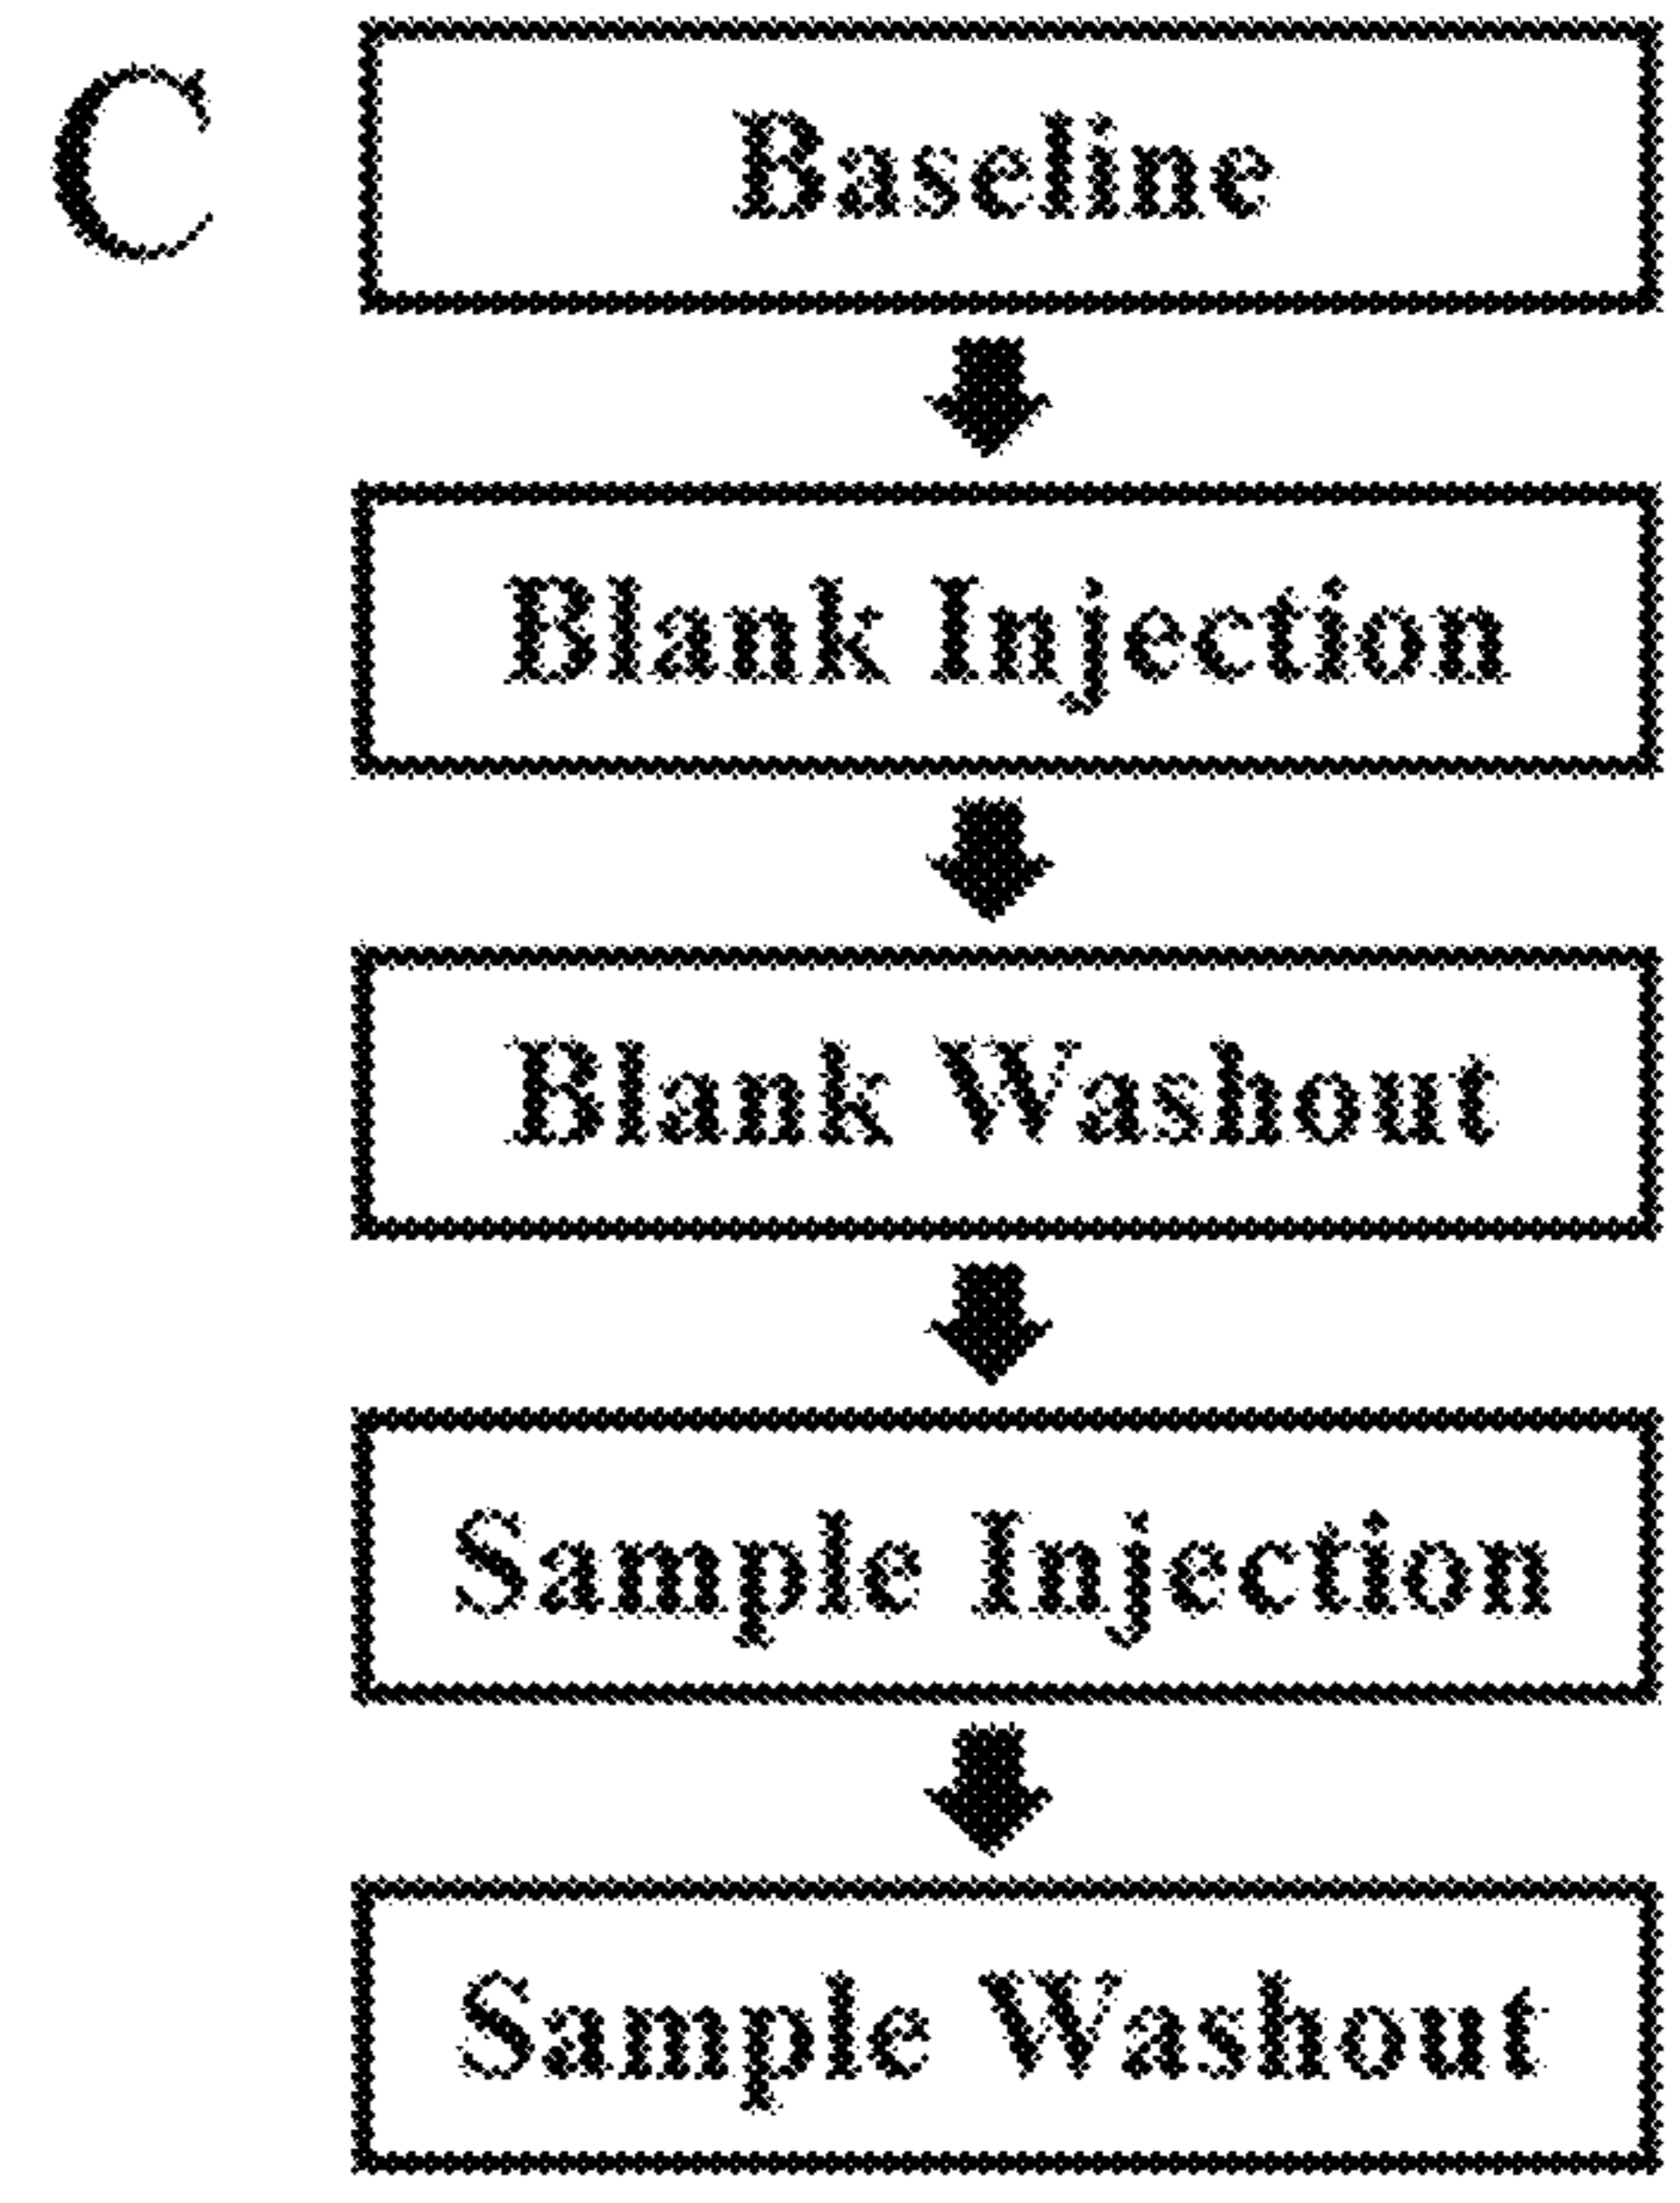 C
Baseline
Blank Injection
Blank Washout
Sample Injection
Sample Washout